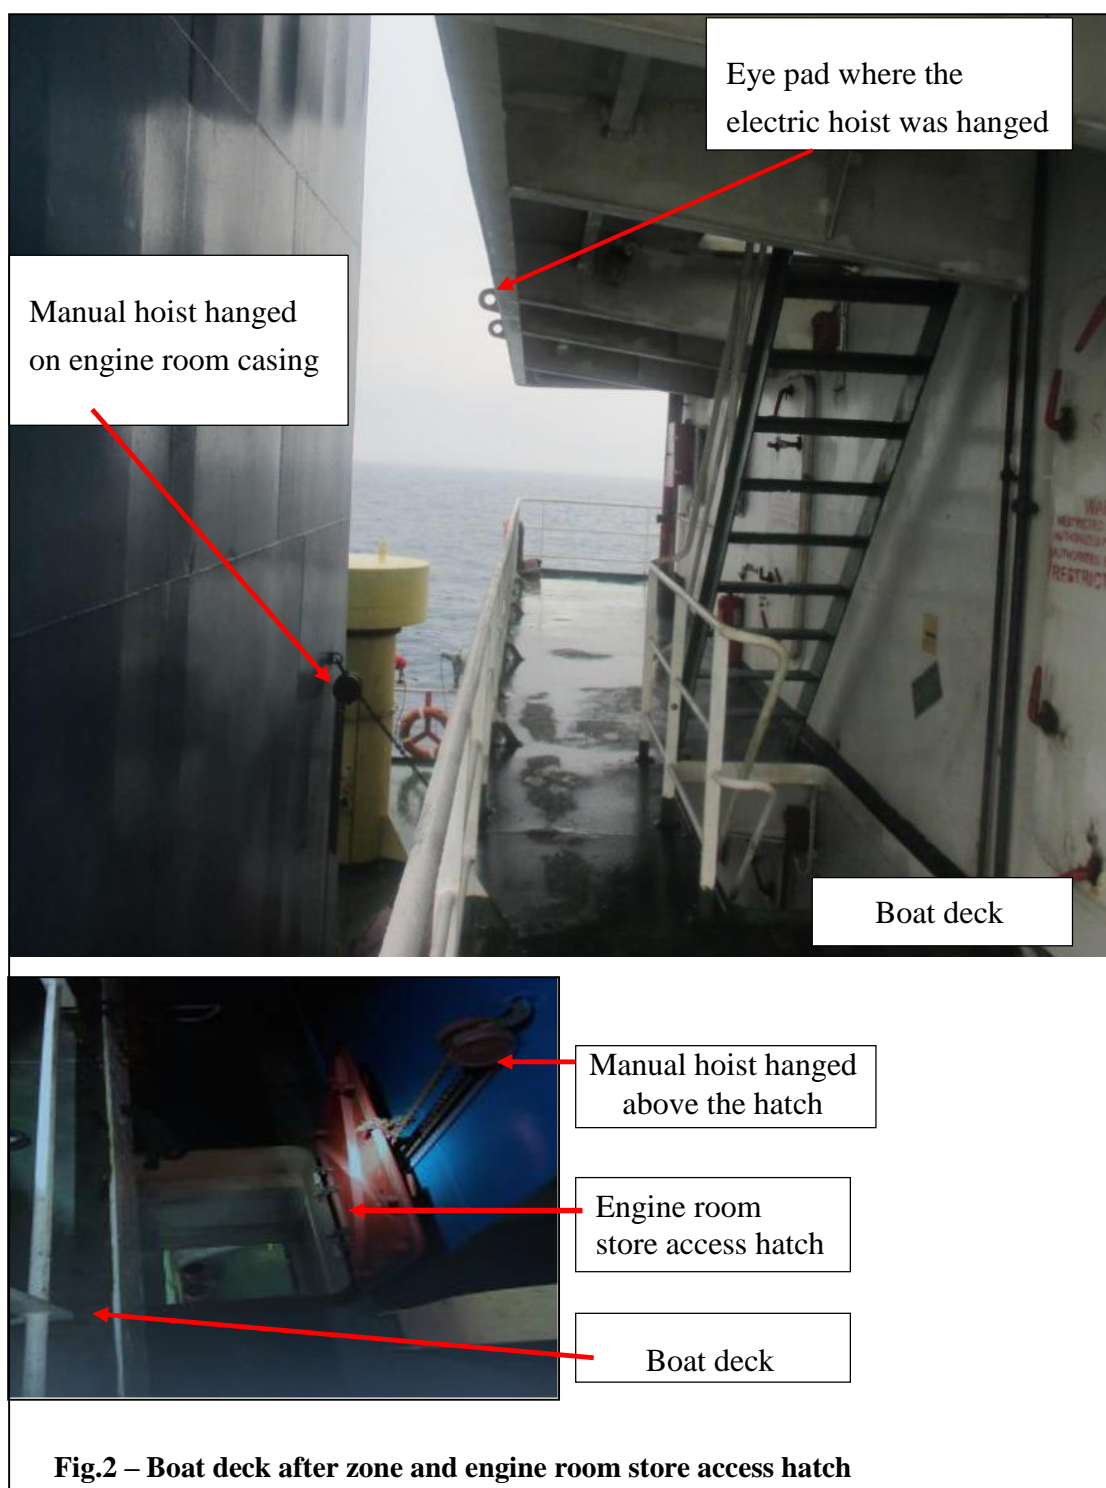 Eye pad where the
electric hoist was hanged
Manual hoist hanged
on engine room casing
RESTRICT
Boat deck
Manual hoist hanged
above the hatch
Engine room
store access hatch
Boat deck
Fig.2 – Boat deck after zone and engine room store access hatch